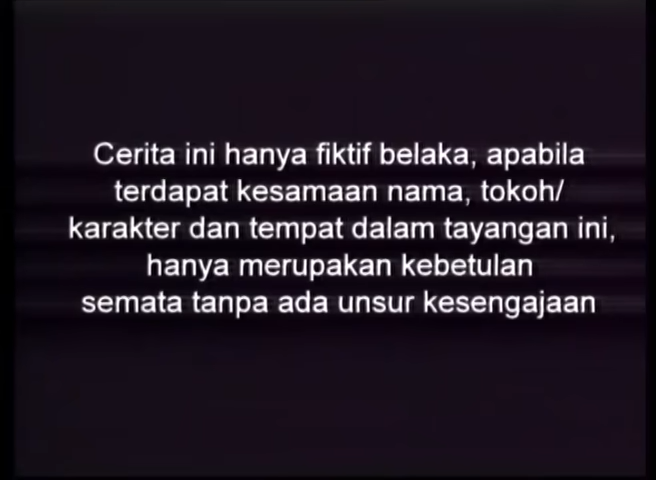 Cerita ini hanya fiktif belaka, apabila
terdapat kesamaan nama, tokoh/
karakter dan tempat dalam tayangan ini,
hanya merupakan kebetulan
semata tanpa ada unsur kesengajaan